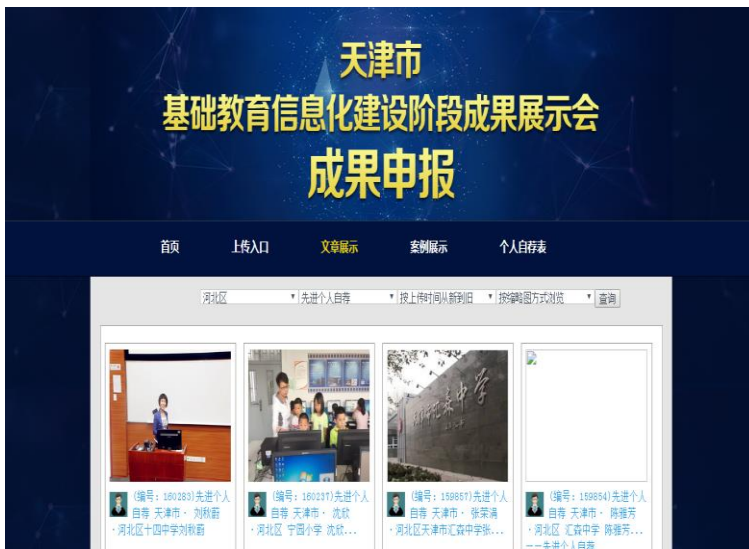 天津市
基础教育信息化建设阶段成果展示会
成果申报
首页 上传入口 文章展示 案例展示 个人自荐表
河北区 先进个人自荐 按上传时间从新到旧 按缩略图方式浏览 查询
(编号：160283)先进个人
自荐 天津市· 刘秋蔚
·河北区十四中学刘秋蔚
(编号：160237)先进个人
自荐 天津市· 沈欣
·河北区 宁园小学 沈欣...
(编号：159857)先进个人
自荐 天津市· 张荣涓
·河北区天津市汇森中学张...
(编号：159854)先进个人
自荐 天津市· 陈雅芳
·河北区 汇森中学 陈雅芳...
——先进个人自荐